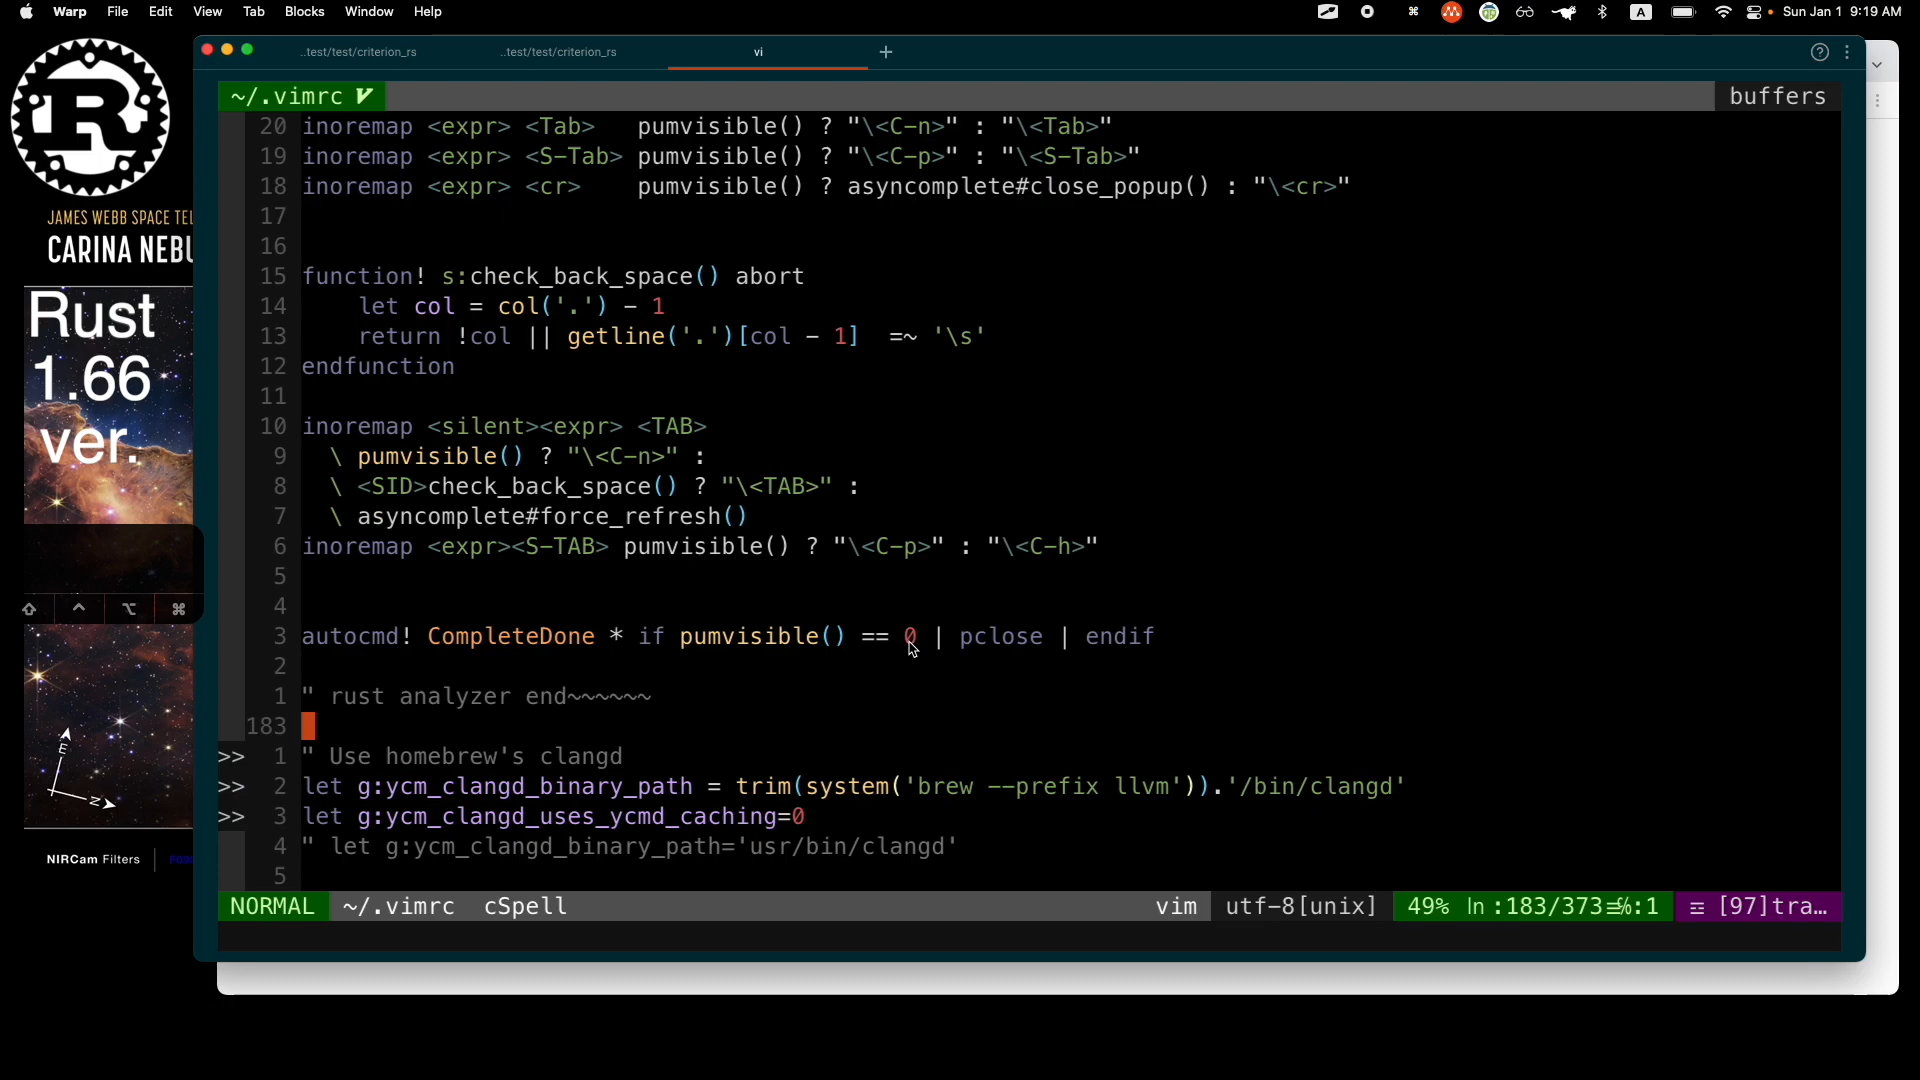 Warp File Edit View Tab Blocks Window Help
A Sun Jan 1 9:19 AM
..test/test/criterion_rs ..test/test/criterion_rs vi +
~/.vimrc V buffers
20 inoremap <expr> <Tab>   pumvisible() ? "\<C-n>" : "\<Tab>"
19 inoremap <expr> <S-Tab> pumvisible() ? "\<C-p>" : "\<S-Tab>"
18 inoremap <expr> <cr>    pumvisible() ? asyncomplete#close_popup() : "\<cr>"
17
16
15 function! s:check_back_space() abort
14     let col = col('.') - 1
13     return !col || getline('.')[col - 1]  =~ '\s'
12 endfunction
11
10 inoremap <silent><expr> <TAB>
9   \ pumvisible() ? "\<C-n>" :
8   \ <SID>check_back_space() ? "\<TAB>" :
7   \ asyncomplete#force_refresh()
6 inoremap <expr><S-TAB> pumvisible() ? "\<C-p>" : "\<C-h>"
5
4
3 autocmd! CompleteDone * if pumvisible() == 0 | pclose | endif
2
1 " rust analyzer end~~~~~~
183
>> 1 " Use homebrew's clangd
>> 2 let g:ycm_clangd_binary_path = trim(system('brew --prefix llvm')).'/bin/clangd'
>> 3 let g:ycm_clangd_uses_ycmd_caching=0
4 " let g:ycm_clangd_binary_path='usr/bin/clangd'
5
NORMAL ~/.vimrc cSpell vim utf-8[unix] 49% ln :183/373≡℅:1 ☲ [97]tra…
R
JAMES WEBB SPACE TEL
CARINA NEBU
Rust
1.66
ver.
E
N
NIRCam Filters